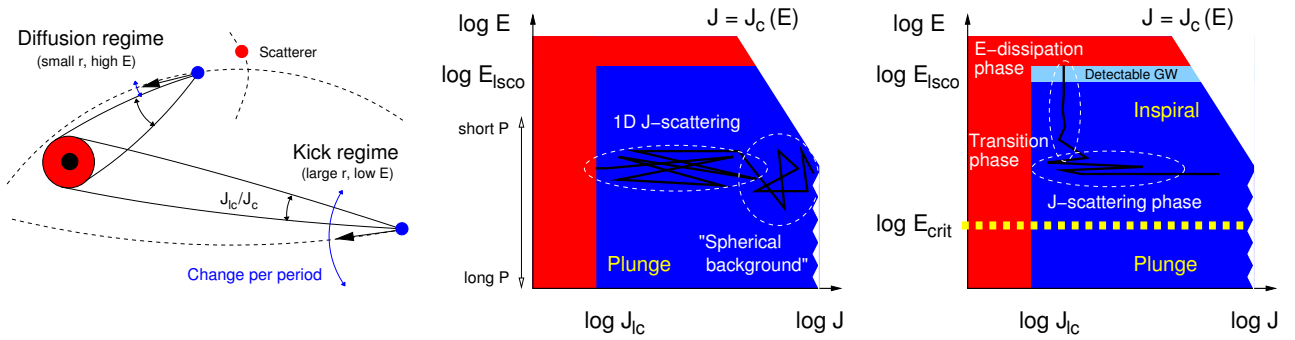 Diffusion regime
(small r, high E)
Scatterer
Kick regime
(large r, low E)
J_lc/J_c
Change per period
log E
J = J_c (E)
log E_lsco
short P
1D J−scattering
"Spherical
background"
Plunge
long P
log J_lc
log J
log E
J = J_c (E)
E−dissipation
phase
log E_lsco
Detectable GW
Inspiral
Transition
phase
J−scattering phase
log E_crit
Plunge
log J_lc
log J